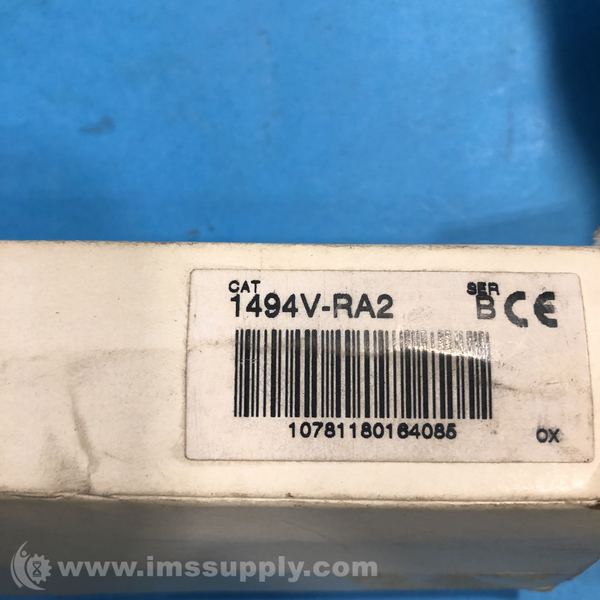 CAT
1494V-RA2
SER
B CE
10781180164085
OX
www.imssupply.com